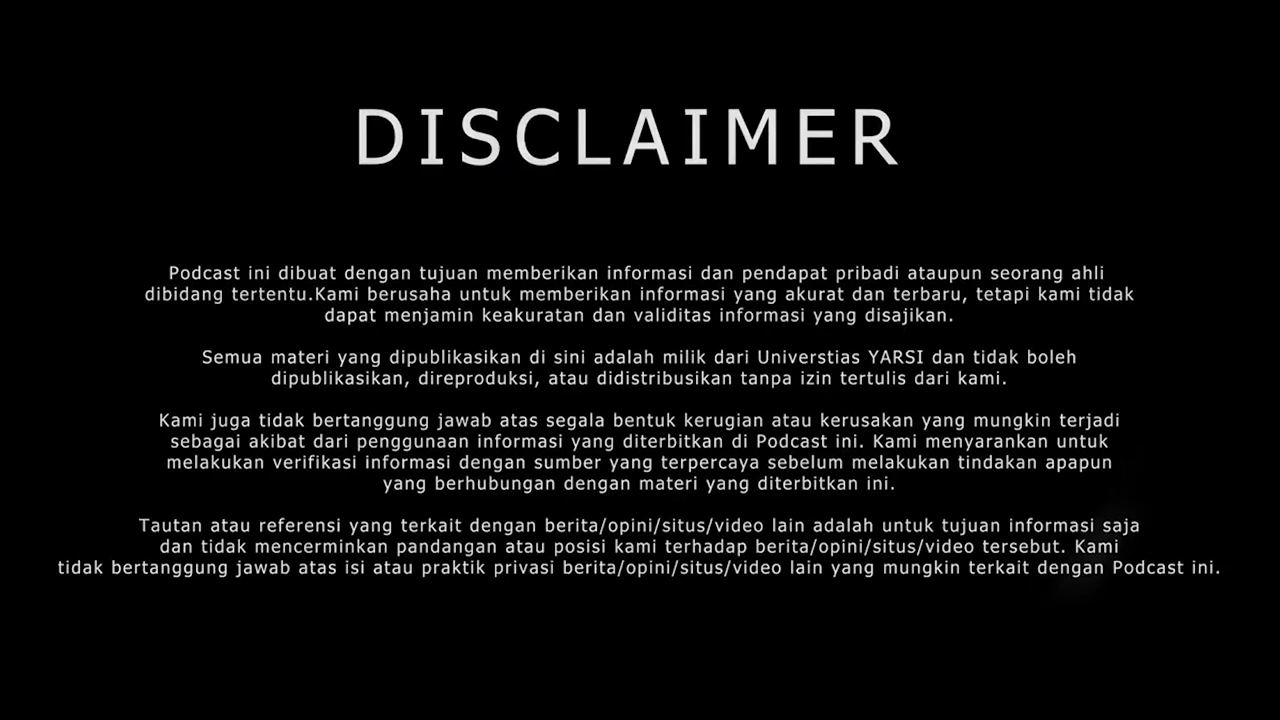 DISCLAIMER
Podcast ini dibuat dengan tujuan memberikan informasi dan pendapat pribadi ataupun seorang ahli
dibidang tertentu.Kami berusaha untuk memberikan informasi yang akurat dan terbaru, tetapi kami tidak
dapat menjamin keakuratan dan validitas informasi yang disajikan.
Semua materi yang dipublikasikan di sini adalah milik dari Universtias YARSI dan tidak boleh
dipublikasikan, direproduksi, atau didistribusikan tanpa izin tertulis dari kami.
Kami juga tidak bertanggung jawab atas segala bentuk kerugian atau kerusakan yang mungkin terjadi
sebagai akibat dari penggunaan informasi yang diterbitkan di Podcast ini. Kami menyarankan untuk
melakukan verifikasi informasi dengan sumber yang terpercaya sebelum melakukan tindakan apapun
yang berhubungan dengan materi yang diterbitkan ini.
Tautan atau referensi yang terkait dengan berita/opini/situs/video lain adalah untuk tujuan informasi saja
dan tidak mencerminkan pandangan atau posisi kami terhadap berita/opini/situs/video tersebut. Kami
tidak bertanggung jawab atas isi atau praktik privasi berita/opini/situs/video lain yang mungkin terkait dengan Podcast ini.